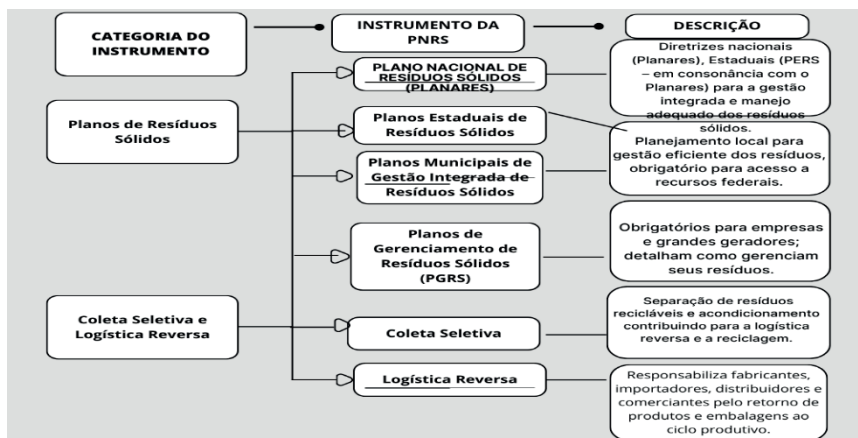 CATEGORIA DO
INSTRUMENTO
INSTRUMENTO DA
PNRS
DESCRIÇÃO
Planos de Resíduos
Sólidos
PLANO NACIONAL DE
RESÍDUOS SÓLIDOS
(PLANARES)
Diretrizes nacionais
(Planares), Estaduais (PERS
– em consonância com o
Planares) para a gestão
integrada e manejo
adequado dos resíduos
sólidos.
Planos Estaduais de
Resíduos Sólidos
Planos Municipais de
Gestão Integrada de
Resíduos Sólidos
Planejamento local para
gestão eficiente dos resíduos,
obrigatório para acesso a
recursos federais.
Planos de
Gerenciamento de
Resíduos Sólidos
(PGRS)
Obrigatórios para empresas
e grandes geradores;
detalham como gerenciam
seus resíduos.
Coleta Seletiva e
Logística Reversa
Coleta Seletiva
Separação de resíduos
recicláveis e acondicionamento
contribuindo para a logística
reversa e a reciclagem.
Logística Reversa
Responsabiliza fabricantes,
importadores, distribuidores e
comerciantes pelo retorno de
produtos e embalagens ao
ciclo produtivo.